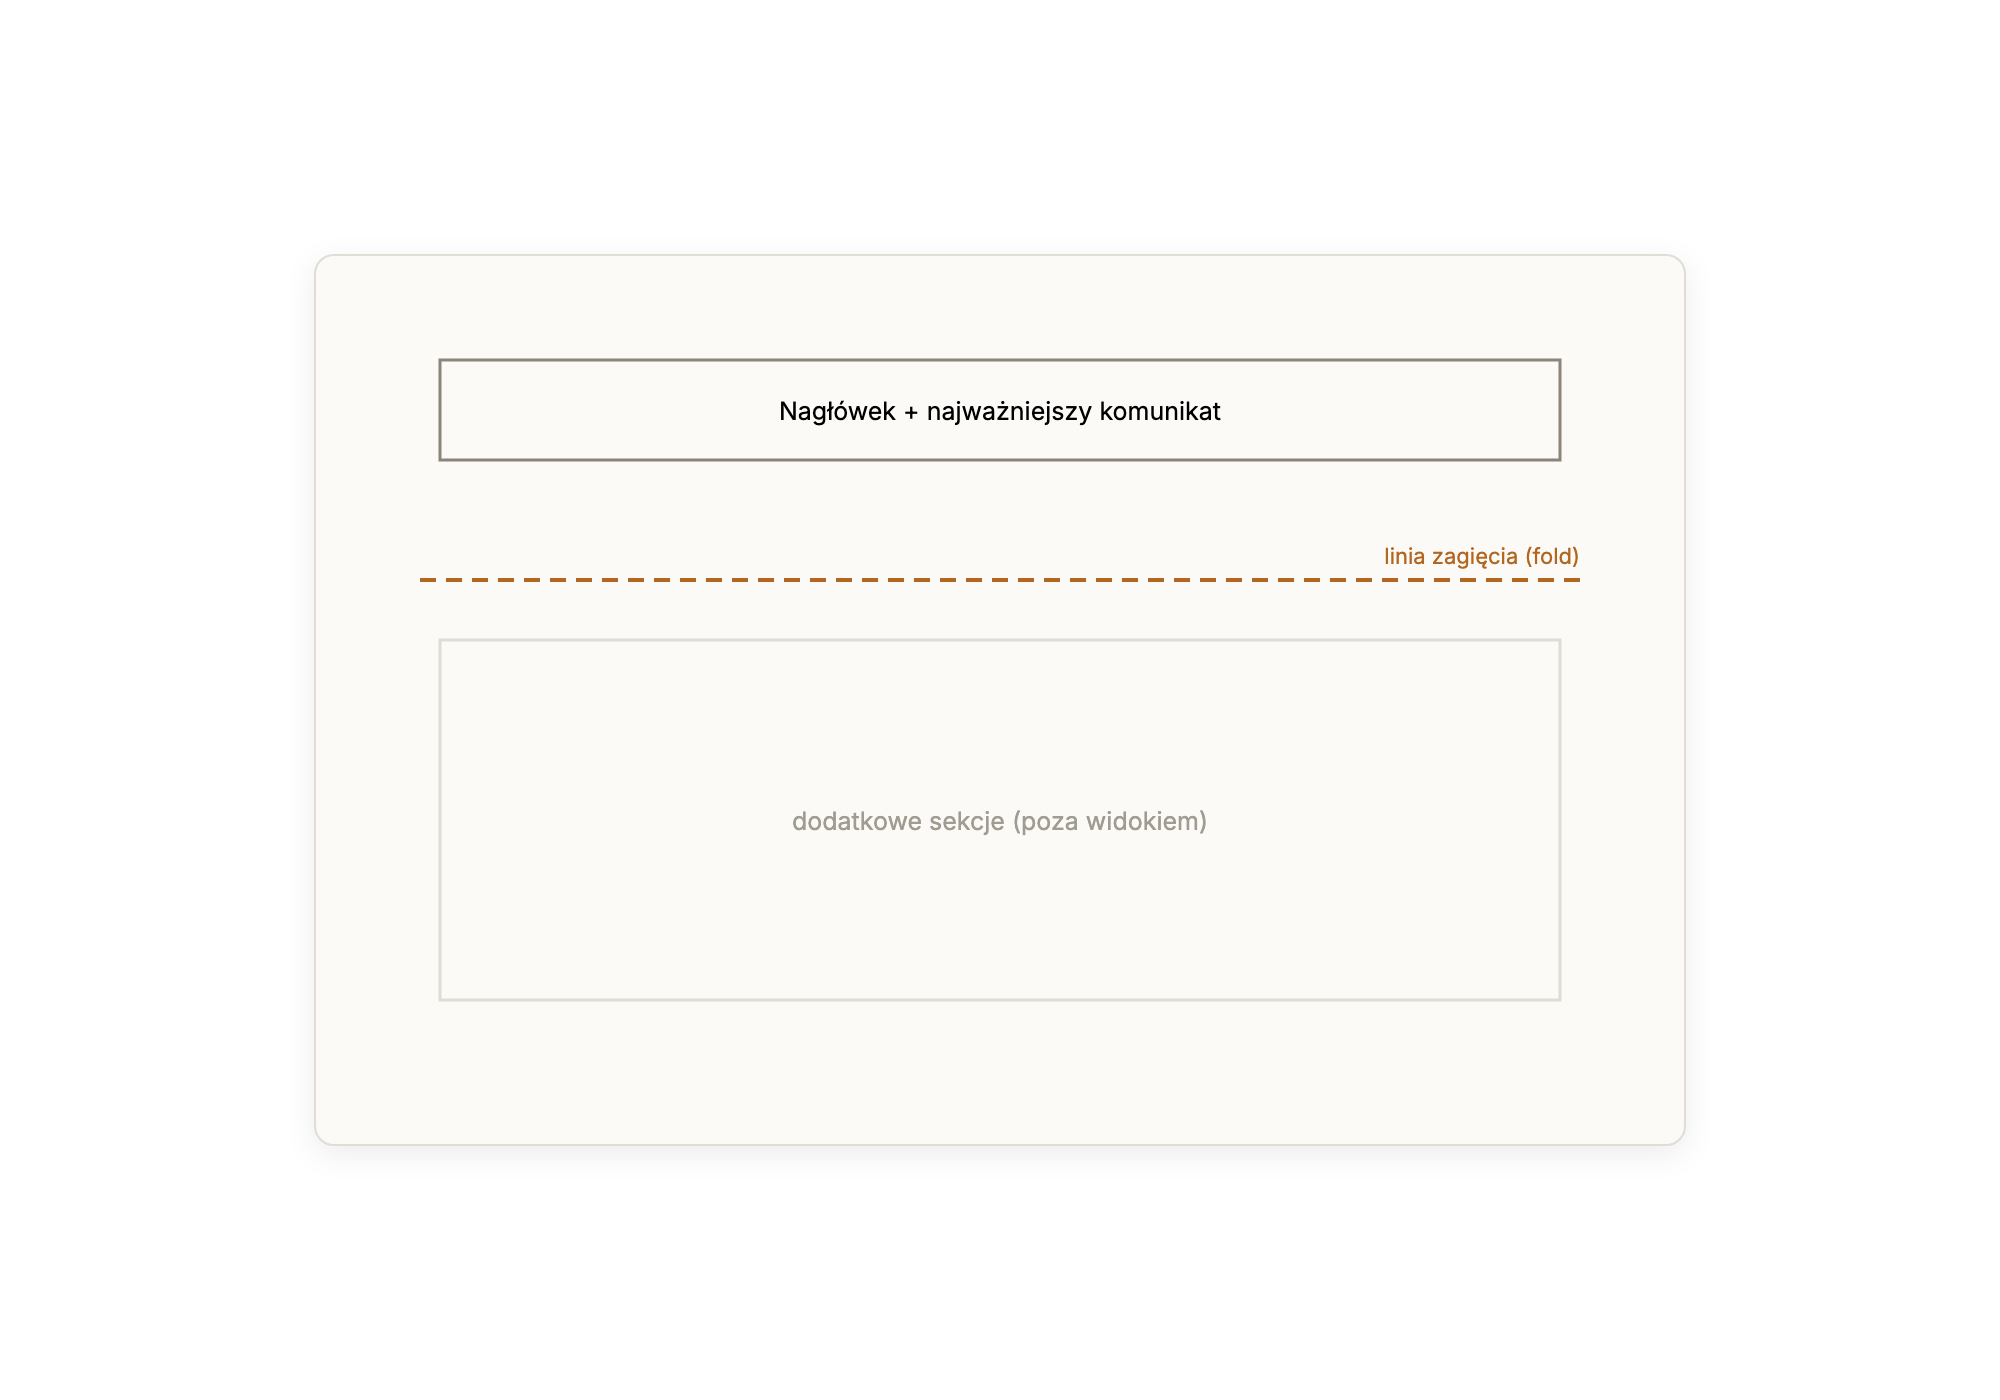 Nagłówek + najważniejszy komunikat
linia zagięcia (fold)
dodatkowe sekcje (poza widokiem)